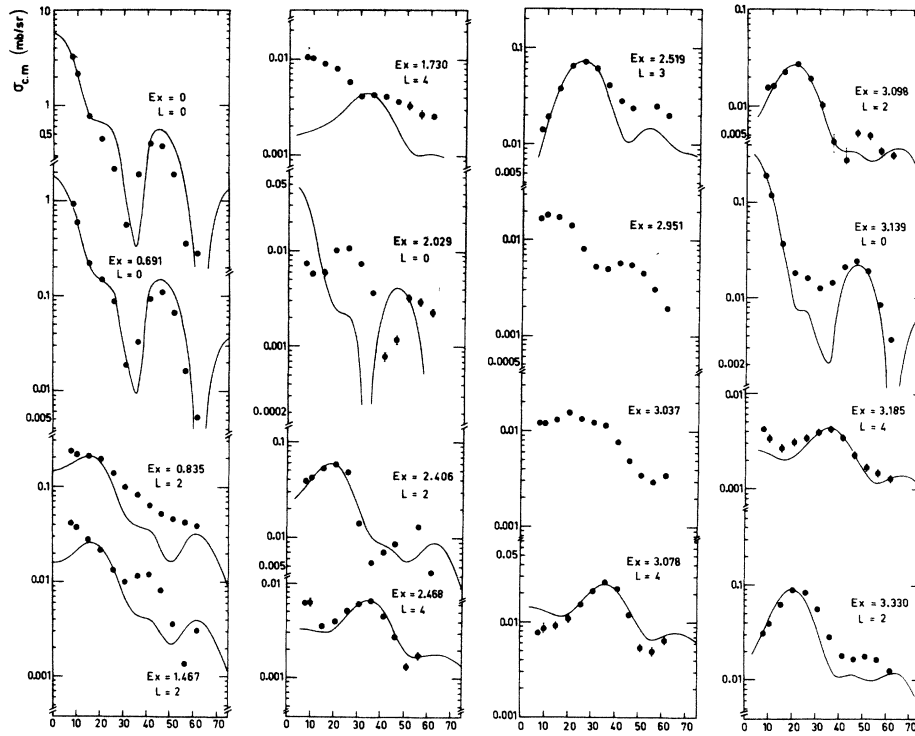 σc.m (mb/sr)
10
1
0.5
1
0.1
0.01
0.005
0.1
0.01
0.001
Ex = 0
L = 0
Ex = 0.691
L = 0
Ex = 0.835
L = 2
Ex = 1.467
L = 2
0 10 20 30 40 50 60 70
0.01
0.001
0.01
0.001
0.0002
0.1
0.01
0.005
0.01
0.001
Ex = 1.730
L = 4
Ex = 2.029
L = 0
Ex = 2.406
L = 2
Ex = 2.468
L = 4
0 10 20 30 40 50 60 70
0.1
0.01
0.005
0.01
0.001
0.0005
0.01
0.001
0.05
0.01
0.001
Ex = 2.519
L = 3
Ex = 2.951
Ex = 3.037
Ex = 3.078
L = 4
0 10 20 30 40 50 60 70
0.1
0.01
0.005
0.1
0.01
0.002
0.01
0.001
0.1
0.01
Ex = 3.098
L = 2
Ex = 3.139
L = 0
Ex = 3.185
L = 4
Ex = 3.330
L = 2
0 10 20 30 40 50 60 70